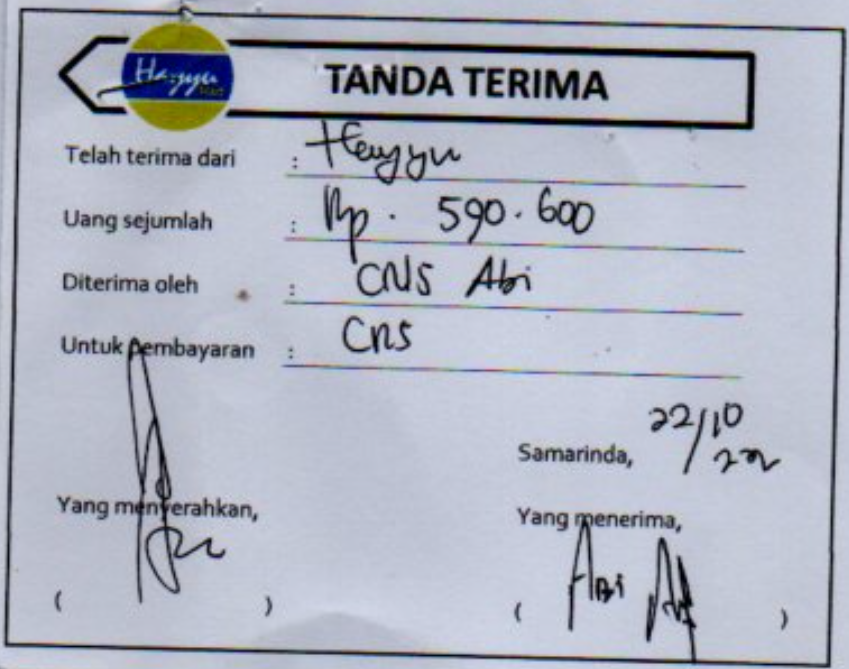 Hayyu
Mart
TANDA TERIMA
Telah terima dari : Hayyu
Uang sejumlah : Rp. 590.600
Diterima oleh : CNS Abi
Untuk pembayaran : CNS
Samarinda, 22/10 22
Yang menyerahkan,
Yang menerima,
( )
( Abi )